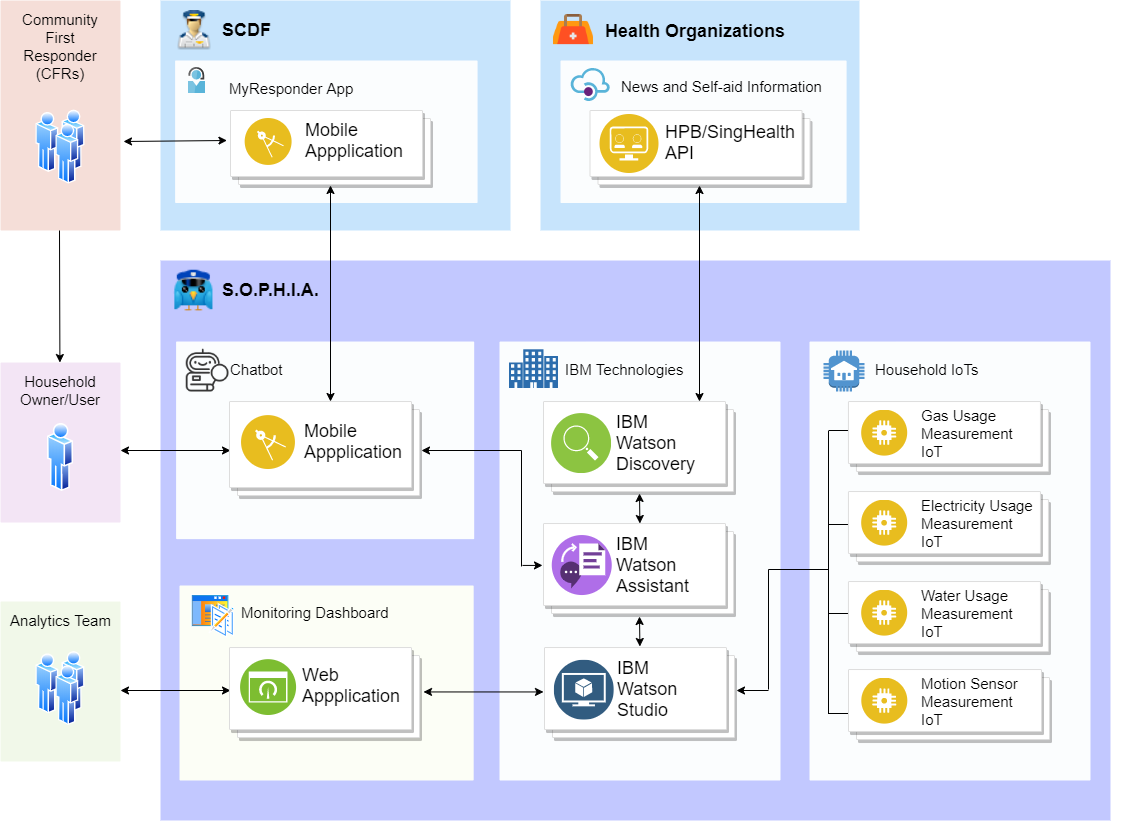 Community
First
Responder
(CFRs)
SCDF
MyResponder App
Mobile
Appplication
Health Organizations
News and Self-aid Information
HPB/SingHealth
API
S.O.P.H.I.A.
Household
Owner/User
Chatbot
Mobile
Appplication
IBM Technologies
IBM
Watson
Discovery
IBM
Watson
Assistant
IBM
Watson
Studio
Household IoTs
Gas Usage
Measurement
IoT
Electricity Usage
Measurement
IoT
Water Usage
Measurement
IoT
Motion Sensor
Measurement
IoT
Analytics Team
Monitoring Dashboard
Web
Appplication